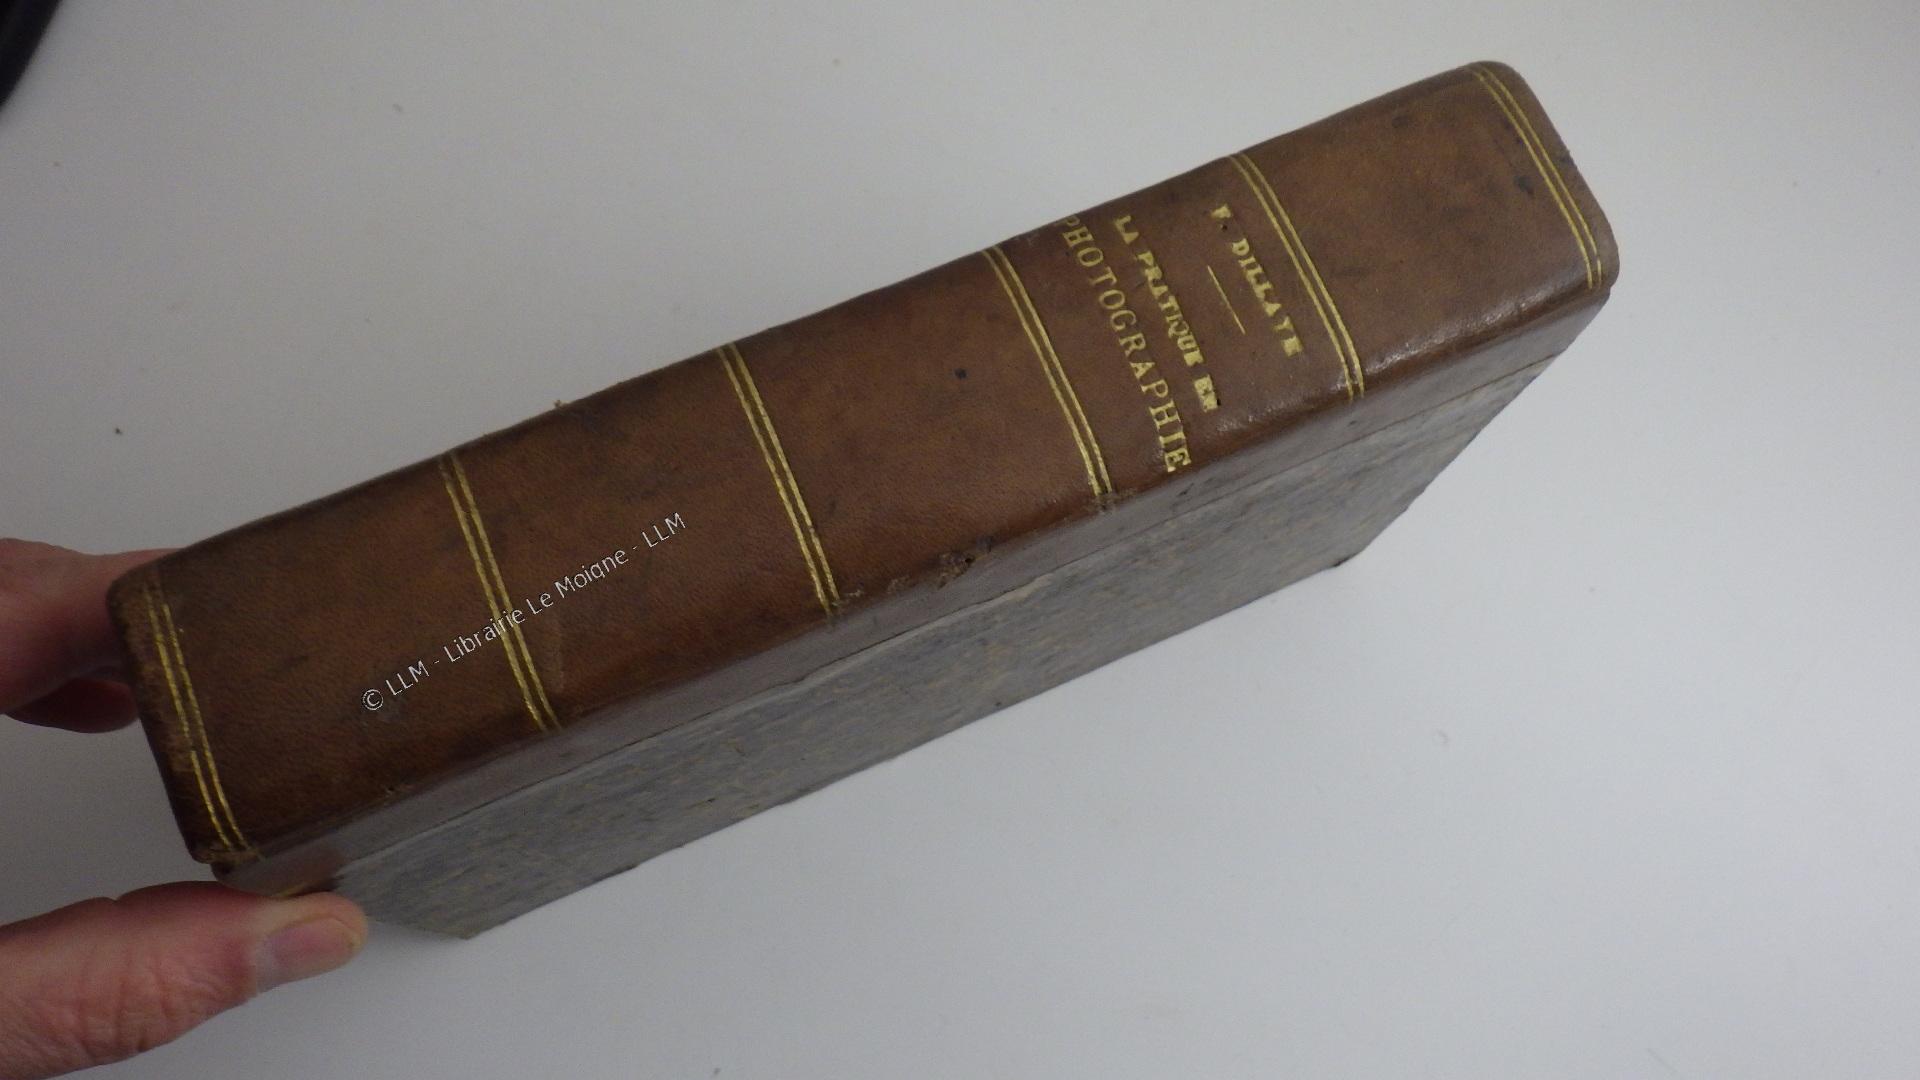 F. DILLAYE
LA PRATIQUE EN
PHOTOGRAPHIE
© LLM - Librairie Le Moigne - LLM